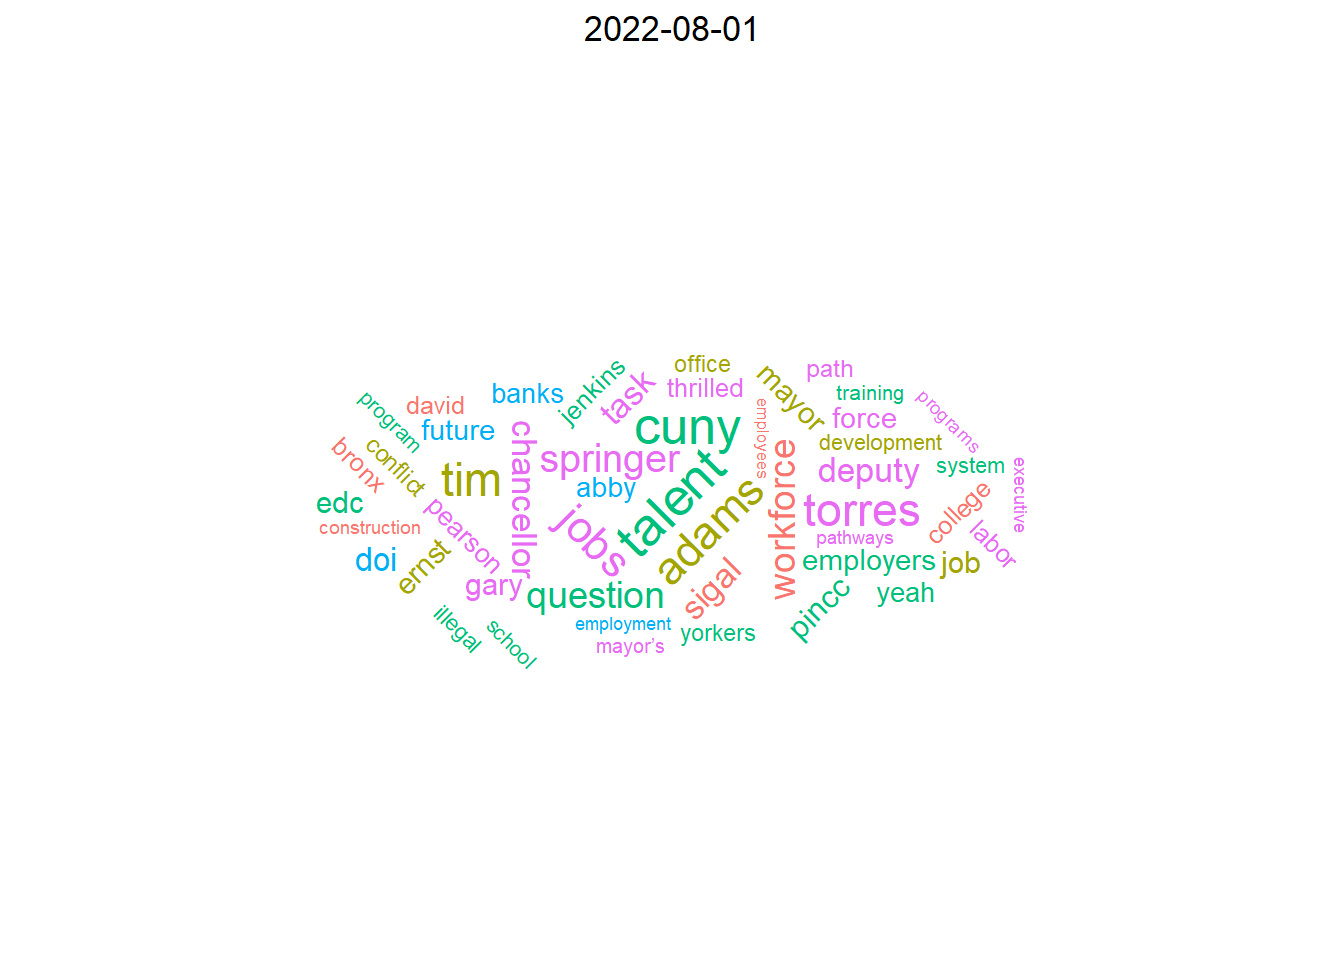 2022-08-01
office
path
jenkins
task
thrilled
mayor
training
banks
programs
program
david
employees
force
future
cuny
development
bronx
conflict
chancellor
springer
workforce
deputy
system
executive
tim
abby
talent
edc
adams
torres
college
construction
pearson
jobs
pathways
labor
doi
ernst
employers
job
gary
question
sigal
pincc
yeah
illegal
school
employment
yorkers
mayor’s